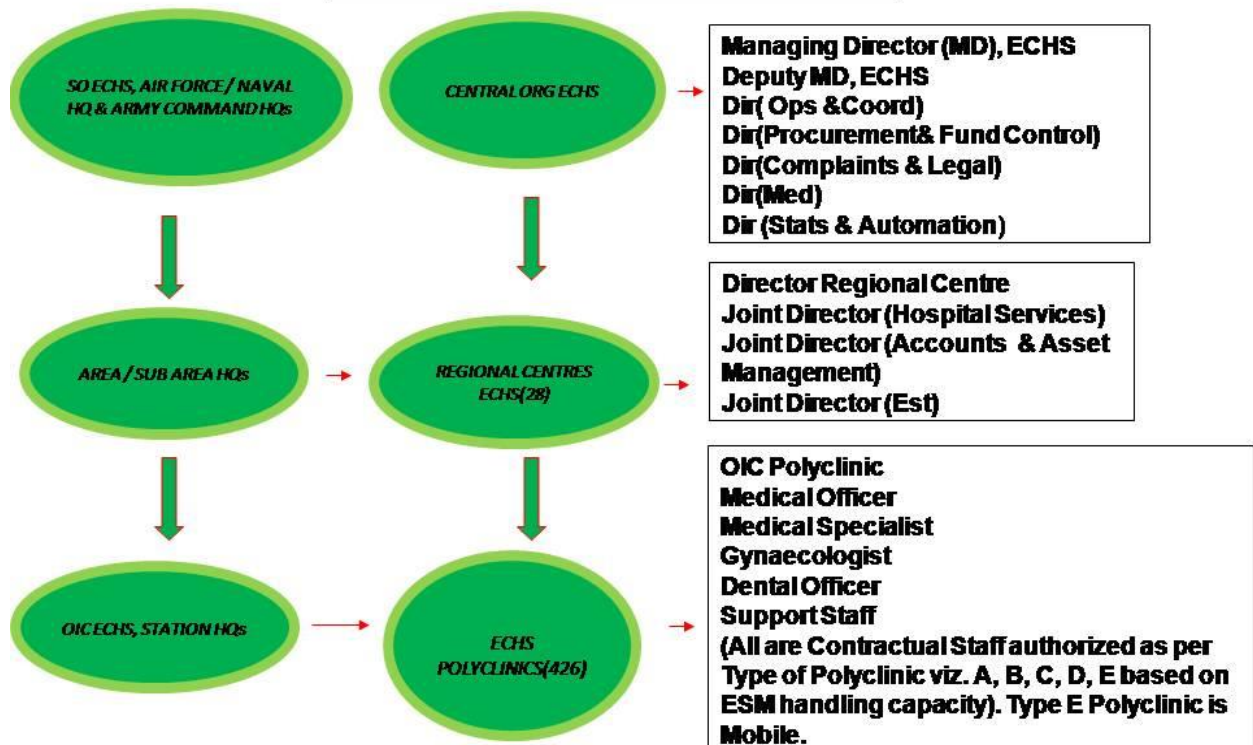 SO ECHS, AIR FORCE / NAVAL
HQ & ARMY COMMAND HQs
CENTRAL ORG ECHS
Managing Director (MD), ECHS
Deputy MD, ECHS
Dir( Ops &Coord)
Dir(Procurement& Fund Control)
Dir(Complaints & Legal)
Dir(Med)
Dir (Stats & Automation)
AREA / SUB AREA HQs
REGIONAL CENTRES
ECHS(28)
Director Regional Centre
Joint Director (Hospital Services)
Joint Director (Accounts & Asset
Management)
Joint Director (Est)
OIC ECHS, STATION HQs
ECHS
POLYCLINICS(426)
OIC Polyclinic
Medical Officer
Medical Specialist
Gynaecologist
Dental Officer
Support Staff
(All are Contractual Staff authorized as per
Type of Polyclinic viz. A, B, C, D, E based on
ESM handling capacity). Type E Polyclinic is
Mobile.